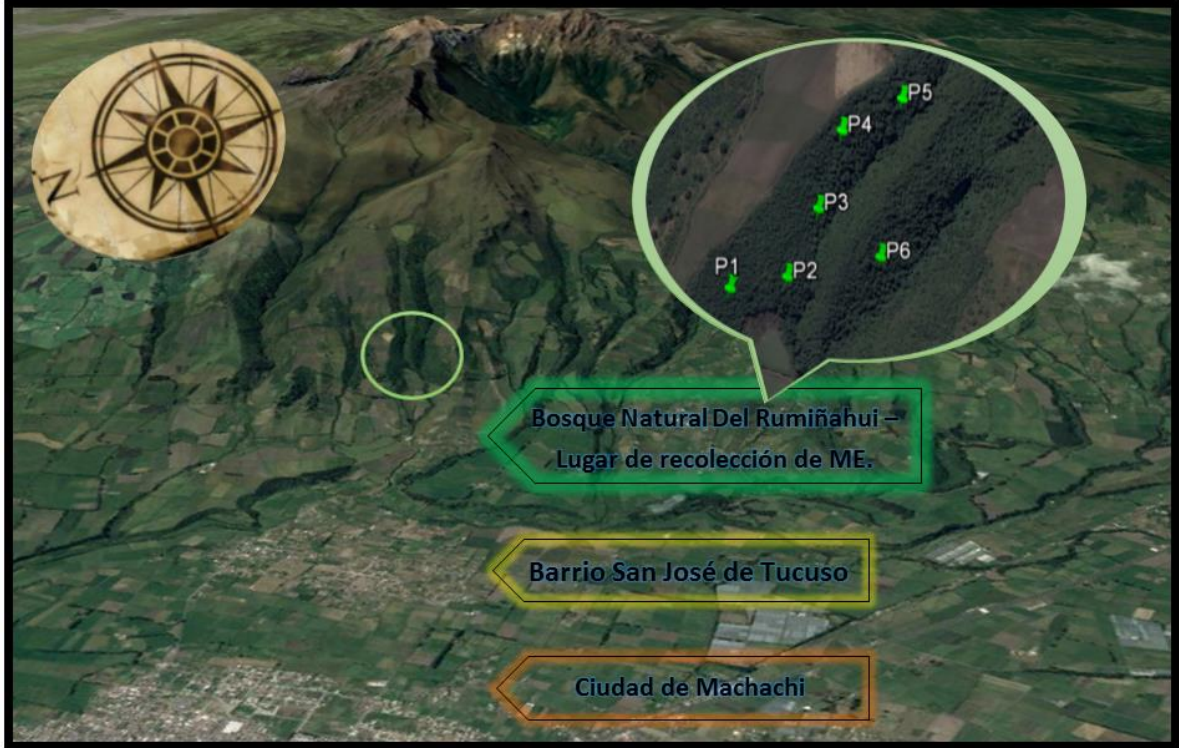 N
P5
P4
P3
P6
P1
P2
Bosque Natural Del Rumiñahui –
Lugar de recolección de ME.
Barrio San José de Tucuso
Ciudad de Machachi